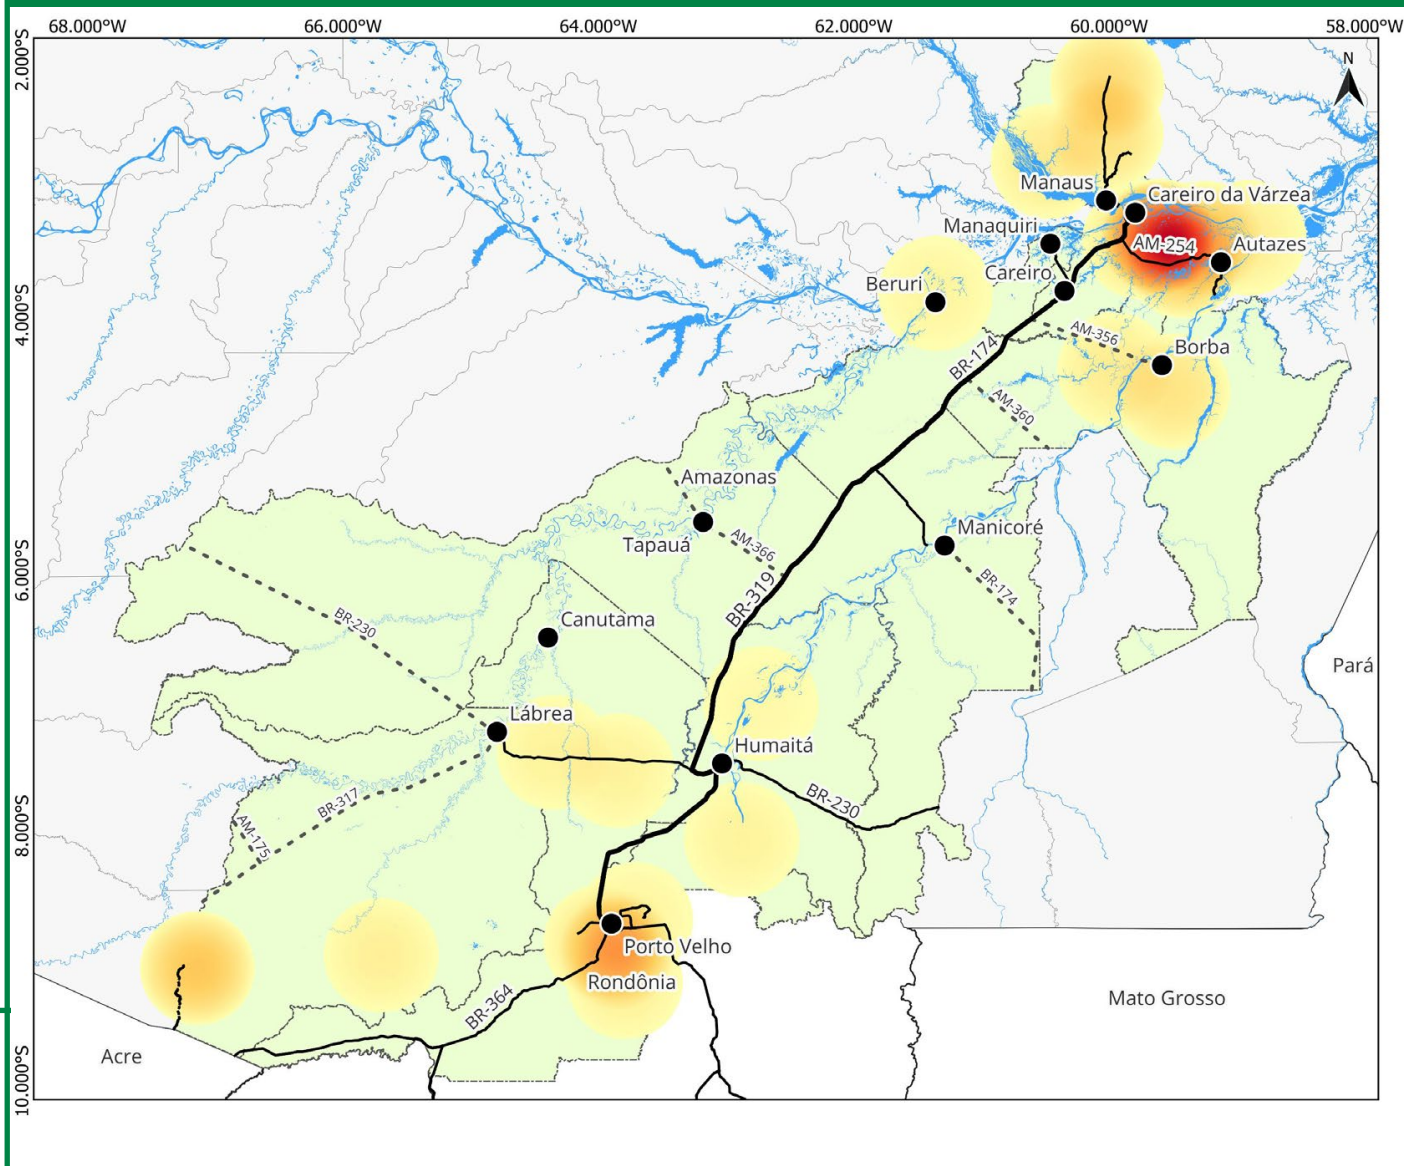 68.000°W 66.000°W 64.000°W 62.000°W 60.000°W 58.000°W
2.000°S
N
Manaus
Careiro da Várzea
Manaquiri
AM-254
Autazes
Careiro
Beruri
4.000°S
AM-356
BR-174
Borba
AM-360
Amazonas
Manicoré
Tapauá
AM-366
6.000°S
BR-319
BR-174
BR-230
Canutama
Pará
Lábrea
Humaitá
BR-317
BR-230
AM-175
8.000°S
Porto Velho
Rondônia
BR-364
Mato Grosso
Acre
10.000°S